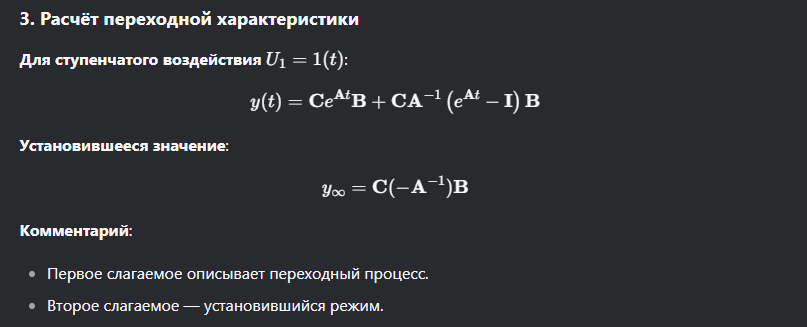 3. Расчёт переходной характеристики
Для ступенчатого воздействия U₁ = 1(t):
y(t) = Ce^{At}B + CA⁻¹ (e^{At} − I) B
Установившееся значение:
y∞ = C(−A⁻¹)B
Комментарий:
• Первое слагаемое описывает переходный процесс.
• Второе слагаемое — установившийся режим.